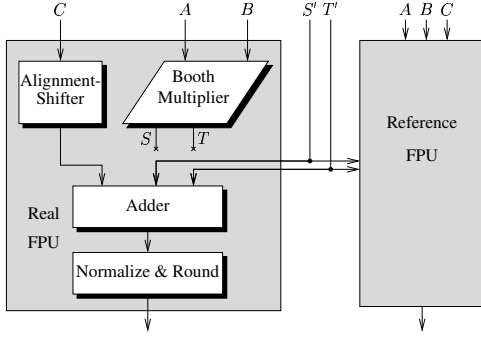 C A B S′ T′
A B C
Alignment-
Shifter
Booth
Multiplier
S T
Reference
FPU
Adder
Real
FPU
Normalize & Round